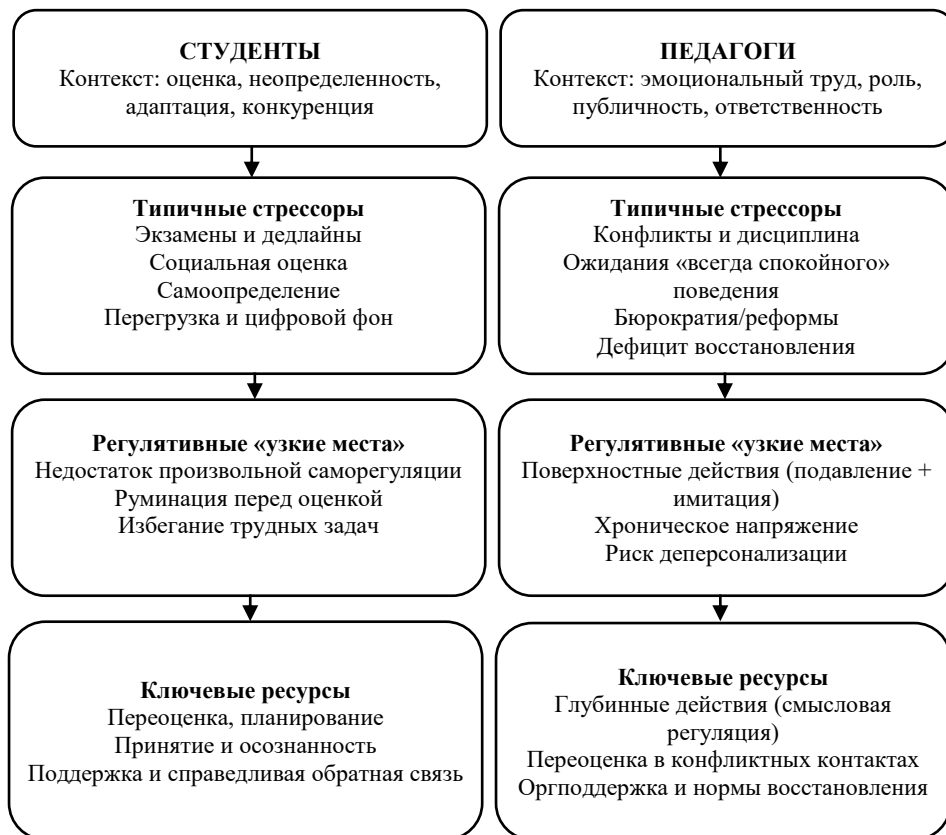 СТУДЕНТЫ
Контекст: оценка, неопределенность,
адаптация, конкуренция
Типичные стрессоры
Экзамены и дедлайны
Социальная оценка
Самоопределение
Перегрузка и цифровой фон
Регулятивные «узкие места»
Недостаток произвольной саморегуляции
Руминация перед оценкой
Избегание трудных задач
Ключевые ресурсы
Переоценка, планирование
Принятие и осознанность
Поддержка и справедливая обратная связь
ПЕДАГОГИ
Контекст: эмоциональный труд, роль,
публичность, ответственность
Типичные стрессоры
Конфликты и дисциплина
Ожидания «всегда спокойного»
поведения
Бюрократия/реформы
Дефицит восстановления
Регулятивные «узкие места»
Поверхностные действия (подавление +
имитация)
Хроническое напряжение
Риск деперсонализации
Ключевые ресурсы
Глубинные действия (смысловая
регуляция)
Переоценка в конфликтных контактах
Оргподдержка и нормы восстановления